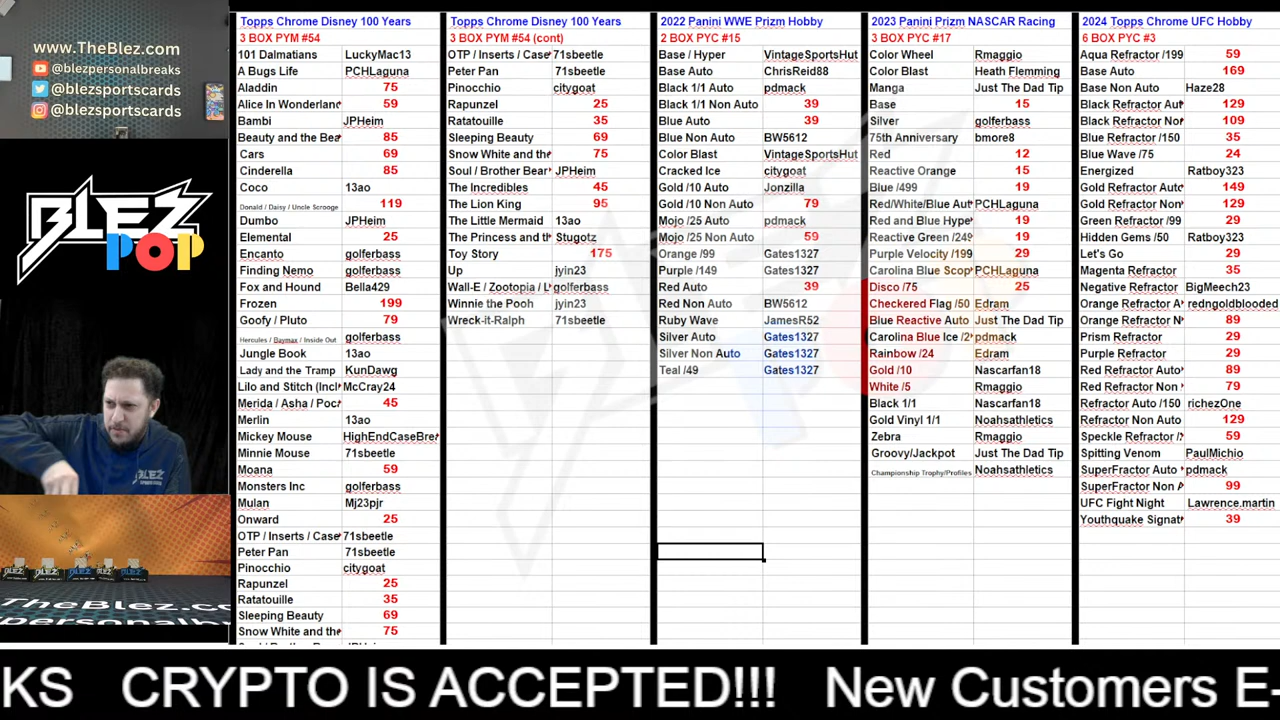 www.TheBlez.com
@blezpersonalbreaks
@blezsportscards
BLEZ
POP
TheBlez.co
Topps Chrome Disney 100 Years
3 BOX PYM #54
101 Dalmatians LuckyMac13
A Bugs Life PCHLaguna
Aladdin 75
Alice In Wonderlan 59
Bambi JPHeim
Beauty and the Bea 85
Cars 69
Cinderella 85
Coco 13ao
Donald / Daisy / Uncle Scrooge 119
Dumbo JPHeim
Elemental 25
Encanto golferbass
Finding Nemo golferbass
Fox and Hound Bella429
Frozen 199
Goofy / Pluto 79
Hercules / Baymax / Inside Out golferbass
Jungle Book 13ao
Lady and the Tramp KunDawg
Lilo and Stitch (Incl McCray24
Merida / Asha / Poc 45
Merlin 13ao
Mickey Mouse HighEndCaseBre
Minnie Mouse 71sbeetle
Moana 59
Monsters Inc golferbass
Mulan Mj23pjr
Onward 25
OTP / Inserts / Case 71sbeetle
Peter Pan 71sbeetle
Pinocchio citygoat
Rapunzel 25
Ratatouille 35
Sleeping Beauty 69
Snow White and the 75
Topps Chrome Disney 100 Years
3 BOX PYM #54 (cont)
OTP / Inserts / Case 71sbeetle
Peter Pan 71sbeetle
Pinocchio citygoat
Rapunzel 25
Ratatouille 35
Sleeping Beauty 69
Snow White and th 75
Soul / Brother Bear JPHeim
The Incredibles 45
The Lion King 95
The Little Mermaid 13ao
The Princess and th Stugotz
Toy Story 175
Up jyin23
Wall-E / Zootopia / L golferbass
Winnie the Pooh jyin23
Wreck-it-Ralph 71sbeetle
2022 Panini WWE Prizm Hobby
2 BOX PYC #15
Base / Hyper VintageSportsHut
Base Auto ChrisReid88
Black 1/1 Auto pdmack
Black 1/1 Non Auto 39
Blue Auto 39
Blue Non Auto BW5612
Color Blast VintageSportsHut
Cracked Ice citygoat
Gold /10 Auto Jonzilla
Gold /10 Non Auto 79
Mojo /25 Auto pdmack
Mojo /25 Non Auto 59
Orange /99 Gates1327
Purple /149 Gates1327
Red Auto 39
Red Non Auto BW5612
Ruby Wave JamesR52
Silver Auto Gates1327
Silver Non Auto Gates1327
Teal /49 Gates1327
2023 Panini Prizm NASCAR Racing
3 BOX PYC #17
Color Wheel Rmaggio
Color Blast Heath Flemming
Manga Just The Dad Tip
Base 15
Silver golferbass
75th Anniversary bmore8
Red 12
Reactive Orange 15
Blue /499 19
Red/White/Blue Aut PCHLaguna
Red and Blue Hype 19
Reactive Green /249 19
Purple Velocity /199 29
Carolina Blue Scop PCHLaguna
Disco /75 25
Checkered Flag /50 Edram
Blue Reactive Auto Just The Dad Tip
Carolina Blue Ice /2 pdmack
Rainbow /24 Edram
Gold /10 Nascarfan18
White /5 Rmaggio
Black 1/1 Nascarfan18
Gold Vinyl 1/1 Noahsathletics
Zebra Rmaggio
Groovy/Jackpot Just The Dad Tip
Championship Trophy/Profiles Noahsathletics
2024 Topps Chrome UFC Hobby
6 BOX PYC #3
Aqua Refractor /199 59
Base Auto 169
Base Non Auto Haze28
Black Refractor Aut 129
Black Refractor No 109
Blue Refractor /150 35
Blue Wave /75 24
Energized Ratboy323
Gold Refractor Aut 149
Gold Refractor Non 129
Green Refractor /99 29
Hidden Gems /50 Ratboy323
Let's Go 29
Magenta Refractor 35
Negative Refractor BigMeech23
Orange Refractor A redngoldblooded
Orange Refractor N 89
Prism Refractor 29
Purple Refractor 29
Red Refractor Auto 89
Red Refractor Non 79
Refractor Auto /150 richezOne
Refractor Non Auto 129
Speckle Refractor /2 59
Spitting Venom PaulMichio
SuperFractor Auto pdmack
SuperFractor Non A 99
UFC Fight Night Lawrence.martin
Youthquake Signat 39
KS CRYPTO IS ACCEPTED!!! New Customers E-